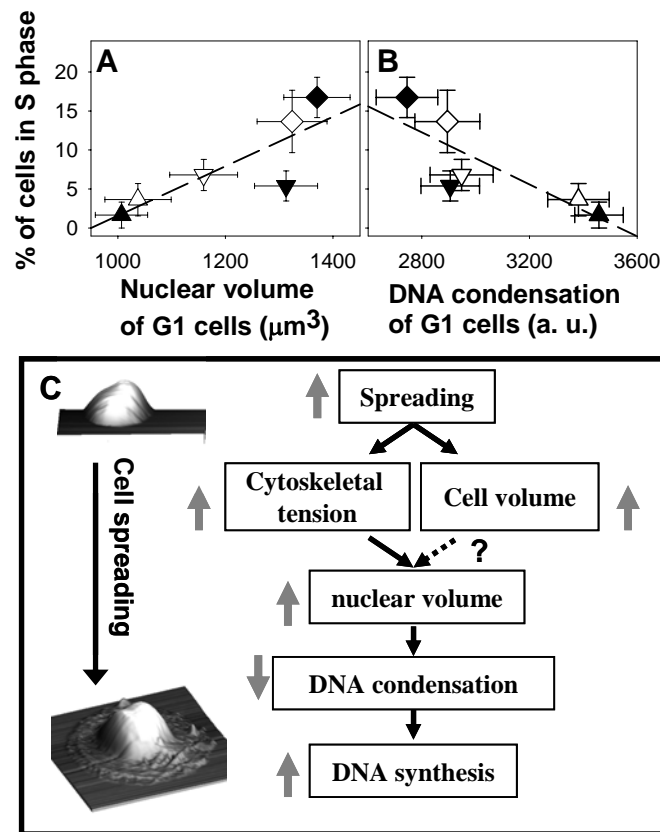 A
B
% of cells in S phase
20
15
10
5
0
1000 1200 1400
2800 3200 3600
Nuclear volume
of G1 cells (μm³)
DNA condensation
of G1 cells (a. u.)
C
Cell spreading
Spreading
Cytoskeletal
tension
Cell volume
?
nuclear volume
DNA condensation
DNA synthesis